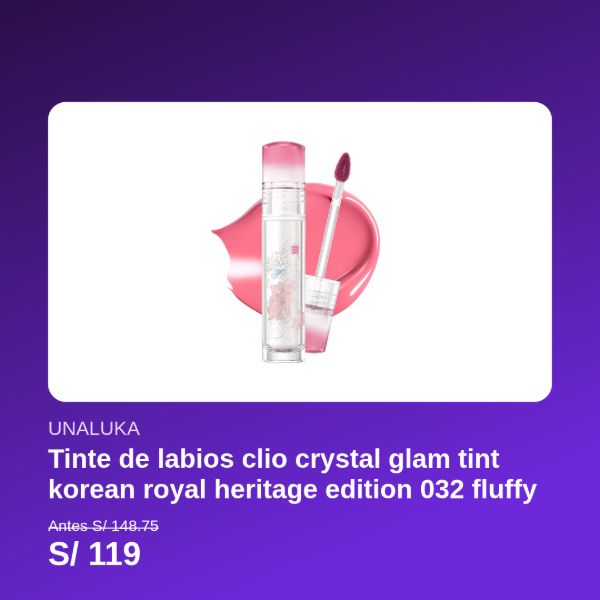 UNALUKA
Tinte de labios clio crystal glam tint
korean royal heritage edition 032 fluffy
Antes S/ 148.75
S/ 119